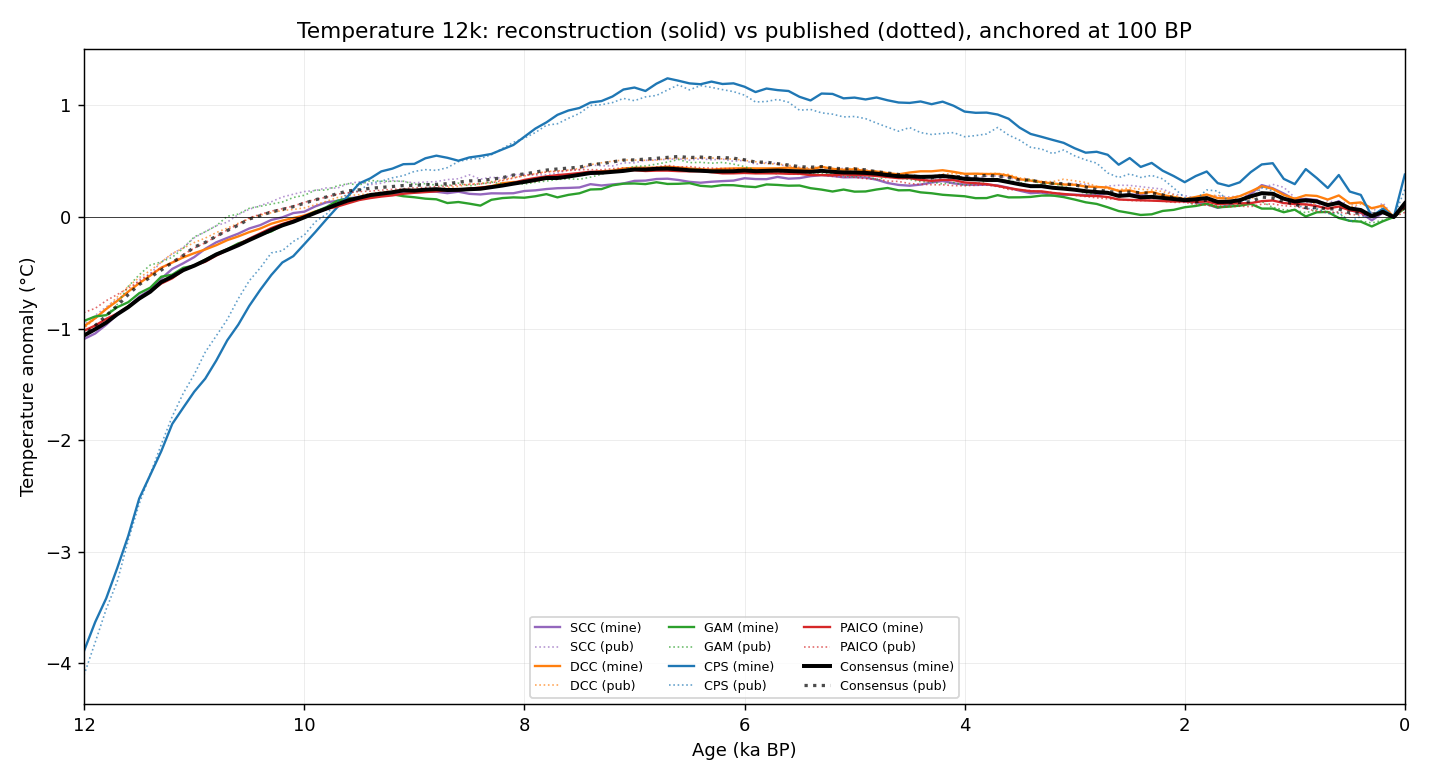 Temperature 12k: reconstruction (solid) vs published (dotted), anchored at 100 BP
Temperature anomaly (°C)
1
0
−1
−2
−3
−4
12
10
8
6
4
2
0
Age (ka BP)
SCC (mine)
SCC (pub)
DCC (mine)
DCC (pub)
GAM (mine)
GAM (pub)
CPS (mine)
CPS (pub)
PAICO (mine)
PAICO (pub)
Consensus (mine)
Consensus (pub)